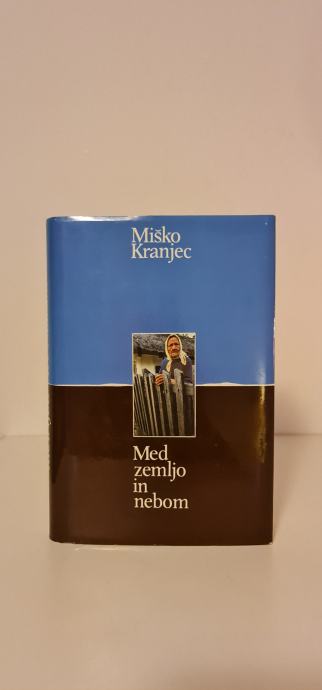 Miško
Kranjec
Med
zemljo
in
nebom